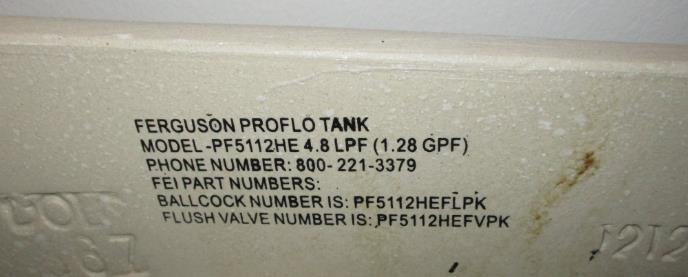 FERGUSON PROFLO TANK
MODEL-PF5112HE 4.8 LPF (1.28 GPF)
PHONE NUMBER: 800-221-3379
FEI PART NUMBERS:
BALLCOCK NUMBER IS: PF5112HEFLPK
FLUSH VALVE NUMBER IS: PF5112HEFVPK
1212